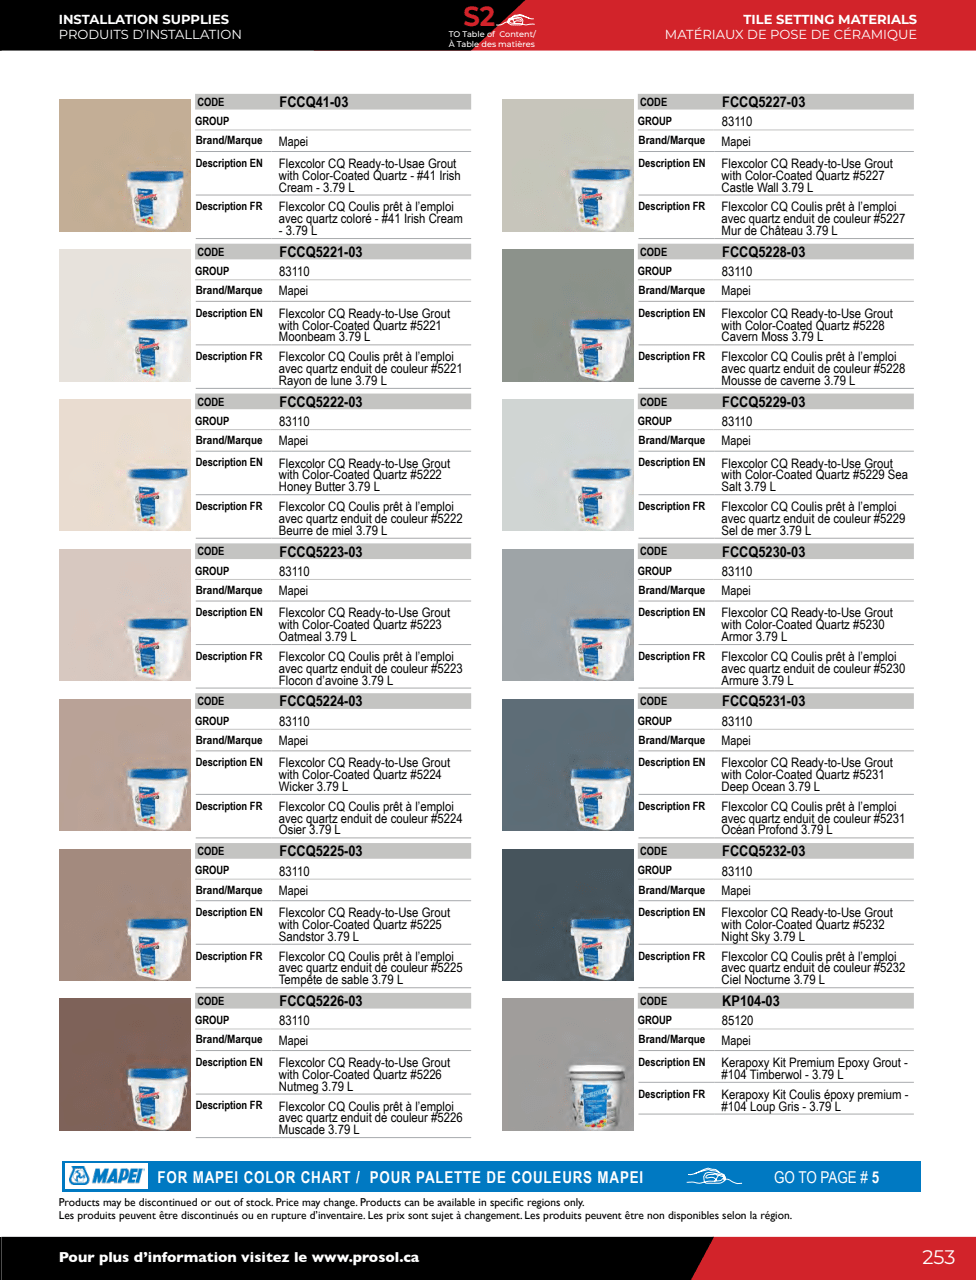 INSTALLATION SUPPLIES
PRODUITS D'INSTALLATION
S2
TO Table of Content/
À Table des matières
TILE SETTING MATERIALS
MATÉRIAUX DE POSE DE CÉRAMIQUE
CODE FCCQ41-03
GROUP
Brand/Marque Mapei
Description EN Flexcolor CQ Ready-to-Usae Grout
with Color-Coated Quartz - #41 Irish
Cream - 3.79 L
Description FR Flexcolor CQ Coulis prêt à l'emploi
avec quartz coloré - #41 Irish Cream
- 3.79 L
CODE FCCQ5221-03
GROUP 83110
Brand/Marque Mapei
Description EN Flexcolor CQ Ready-to-Use Grout
with Color-Coated Quartz #5221
Moonbeam 3.79 L
Description FR Flexcolor CQ Coulis prêt à l'emploi
avec quartz enduit de couleur #5221
Rayon de lune 3.79 L
CODE FCCQ5222-03
GROUP 83110
Brand/Marque Mapei
Description EN Flexcolor CQ Ready-to-Use Grout
with Color-Coated Quartz #5222
Honey Butter 3.79 L
Description FR Flexcolor CQ Coulis prêt à l'emploi
avec quartz enduit de couleur #5222
Beurre de miel 3.79 L
CODE FCCQ5223-03
GROUP 83110
Brand/Marque Mapei
Description EN Flexcolor CQ Ready-to-Use Grout
with Color-Coated Quartz #5223
Oatmeal 3.79 L
Description FR Flexcolor CQ Coulis prêt à l'emploi
avec quartz enduit de couleur #5223
Flocon d'avoine 3.79 L
CODE FCCQ5224-03
GROUP 83110
Brand/Marque Mapei
Description EN Flexcolor CQ Ready-to-Use Grout
with Color-Coated Quartz #5224
Wicker 3.79 L
Description FR Flexcolor CQ Coulis prêt à l'emploi
avec quartz enduit de couleur #5224
Osier 3.79 L
CODE FCCQ5225-03
GROUP 83110
Brand/Marque Mapei
Description EN Flexcolor CQ Ready-to-Use Grout
with Color-Coated Quartz #5225
Sandstor 3.79 L
Description FR Flexcolor CQ Coulis prêt à l'emploi
avec quartz enduit de couleur #5225
Tempête de sable 3.79 L
CODE FCCQ5226-03
GROUP 83110
Brand/Marque Mapei
Description EN Flexcolor CQ Ready-to-Use Grout
with Color-Coated Quartz #5226
Nutmeg 3.79 L
Description FR Flexcolor CQ Coulis prêt à l'emploi
avec quartz enduit de couleur #5226
Muscade 3.79 L
CODE FCCQ5227-03
GROUP 83110
Brand/Marque Mapei
Description EN Flexcolor CQ Ready-to-Use Grout
with Color-Coated Quartz #5227
Castle Wall 3.79 L
Description FR Flexcolor CQ Coulis prêt à l'emploi
avec quartz enduit de couleur #5227
Mur de Château 3.79 L
CODE FCCQ5228-03
GROUP 83110
Brand/Marque Mapei
Description EN Flexcolor CQ Ready-to-Use Grout
with Color-Coated Quartz #5228
Cavern Moss 3.79 L
Description FR Flexcolor CQ Coulis prêt à l'emploi
avec quartz enduit de couleur #5228
Mousse de caverne 3.79 L
CODE FCCQ5229-03
GROUP 83110
Brand/Marque Mapei
Description EN Flexcolor CQ Ready-to-Use Grout
with Color-Coated Quartz #5229 Sea
Salt 3.79 L
Description FR Flexcolor CQ Coulis prêt à l'emploi
avec quartz enduit de couleur #5229
Sel de mer 3.79 L
CODE FCCQ5230-03
GROUP 83110
Brand/Marque Mapei
Description EN Flexcolor CQ Ready-to-Use Grout
with Color-Coated Quartz #5230
Armor 3.79 L
Description FR Flexcolor CQ Coulis prêt à l'emploi
avec quartz enduit de couleur #5230
Armure 3.79 L
CODE FCCQ5231-03
GROUP 83110
Brand/Marque Mapei
Description EN Flexcolor CQ Ready-to-Use Grout
with Color-Coated Quartz #5231
Deep Ocean 3.79 L
Description FR Flexcolor CQ Coulis prêt à l'emploi
avec quartz enduit de couleur #5231
Océan Profond 3.79 L
CODE FCCQ5232-03
GROUP 83110
Brand/Marque Mapei
Description EN Flexcolor CQ Ready-to-Use Grout
with Color-Coated Quartz #5232
Night Sky 3.79 L
Description FR Flexcolor CQ Coulis prêt à l'emploi
avec quartz enduit de couleur #5232
Ciel Nocturne 3.79 L
CODE KP104-03
GROUP 85120
Brand/Marque Mapei
Description EN Kerapoxy Kit Premium Epoxy Grout -
#104 Timberwol - 3.79 L
Description FR Kerapoxy Kit Coulis époxy premium -
#104 Loup Gris - 3.79 L
MAPEI FOR MAPEI COLOR CHART / POUR PALETTE DE COULEURS MAPEI GO TO PAGE # 5
Products may be discontinued or out of stock. Price may change. Products can be available in specific regions only.
Les produits peuvent être discontinués ou en rupture d'inventaire. Les prix sont sujet à changement. Les produits peuvent être non disponibles selon la région.
Pour plus d'information visitez le www.prosol.ca
253